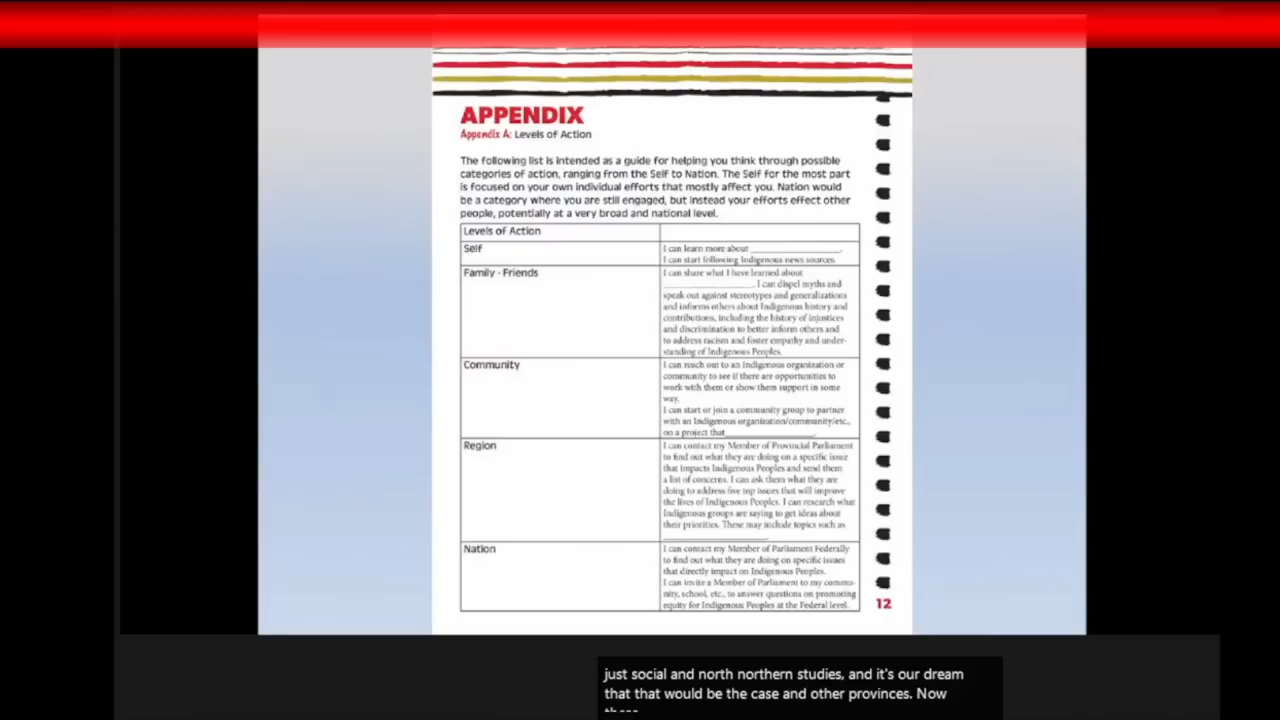 APPENDIX
Appendix A: Levels of Action
The following list is intended as a guide for helping you think through possible
categories of action, ranging from the Self to Nation. The Self for the most part
is focused on your own individual efforts that mostly affect you. Nation would
be a category where you are still engaged, but instead your efforts effect other
people, potentially at a very broad and national level.
Levels of Action
Self
I can learn more about ____________________.
I can start following Indigenous news sources.
Family - Friends
I can share what I have learned about
____________________. I can dispel myths and
speak out against stereotypes and generalizations
and informs others about Indigenous history and
contributions, including the history of injustices
and discrimination to better inform others and
to address racism and foster empathy and under-
standing of Indigenous Peoples.
Community
I can reach out to an Indigenous organization or
community to see if there are opportunities to
work with them or show them support in some
way.
I can start or join a community group to partner
with an Indigenous organization/community/etc.,
on a project that____________________.
Region
I can contact my Member of Provincial Parliament
to find out what they are doing on a specific issue
that impacts Indigenous Peoples and send them
a list of concerns. I can ask them what they are
doing to address five top issues that will improve
the lives of Indigenous Peoples. I can research what
Indigenous groups are saying to get ideas about
their priorities. These may include topics such as
____________________.
Nation
I can contact my Member of Parliament Federally
to find out what they are doing on specific issues
that directly impact on Indigenous Peoples.
I can invite a Member of Parliament to my commu-
nity, school, etc., to answer questions on promoting
equity for Indigenous Peoples at the Federal level.
12
just social and north northern studies, and it's our dream
that that would be the case and other provinces. Now